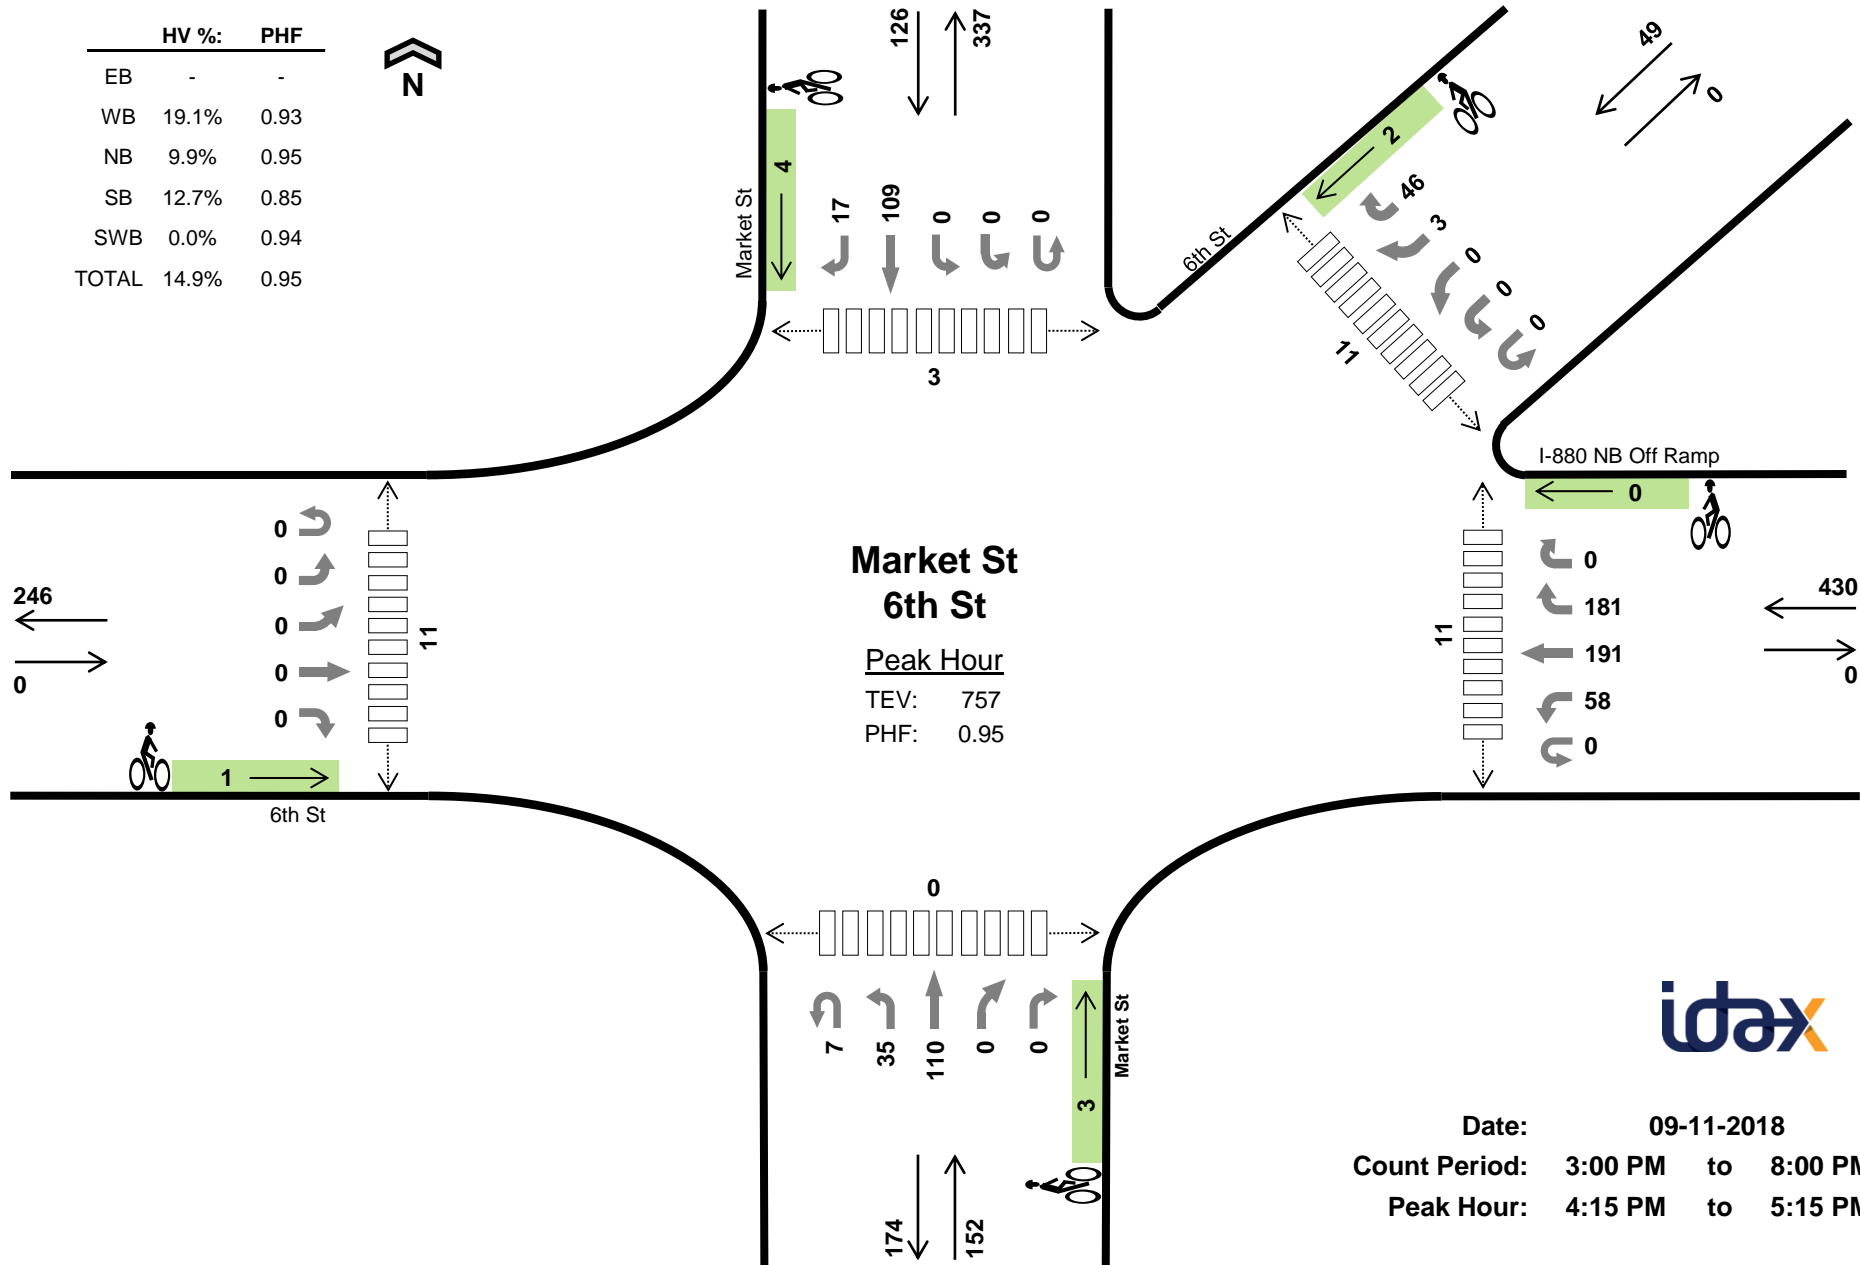 HV %: PHF
EB - -
WB 19.1% 0.93
NB 9.9% 0.95
SB 12.7% 0.85
SWB 0.0% 0.94
TOTAL 14.9% 0.95
N
126
337
49
0
4
Market St
17
109
0
0
0
3
2
6th St
46
3
0
0
0
11
I-880 NB Off Ramp
0
0
181
191
58
0
11
430
0
246
0
0
0
0
0
0
11
1
6th St
Market St
6th St
Peak Hour
TEV: 757
PHF: 0.95
0
7
35
110
0
0
3
Market St
174
152
idax
Date: 09-11-2018
Count Period: 3:00 PM to 8:00 PM
Peak Hour: 4:15 PM to 5:15 PM